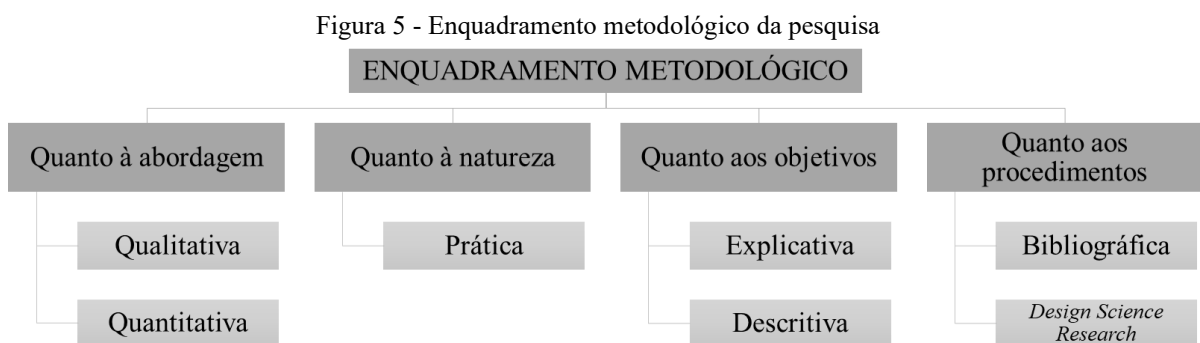 Figura 5 - Enquadramento metodológico da pesquisa
ENQUADRAMENTO METODOLÓGICO
Quanto à abordagem
Qualitativa
Quantitativa
Quanto à natureza
Prática
Quanto aos objetivos
Explicativa
Descritiva
Quanto aos
procedimentos
Bibliográfica
Design Science
Research